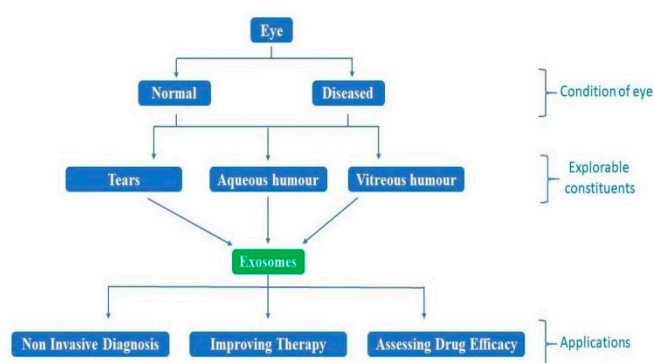 Eye
Normal
Diseased
Condition of eye
Tears
Aqueous humour
Vitreous humour
Explorable
constituents
Exosomes
Non Invasive Diagnosis
Improving Therapy
Assessing Drug Efficacy
Applications